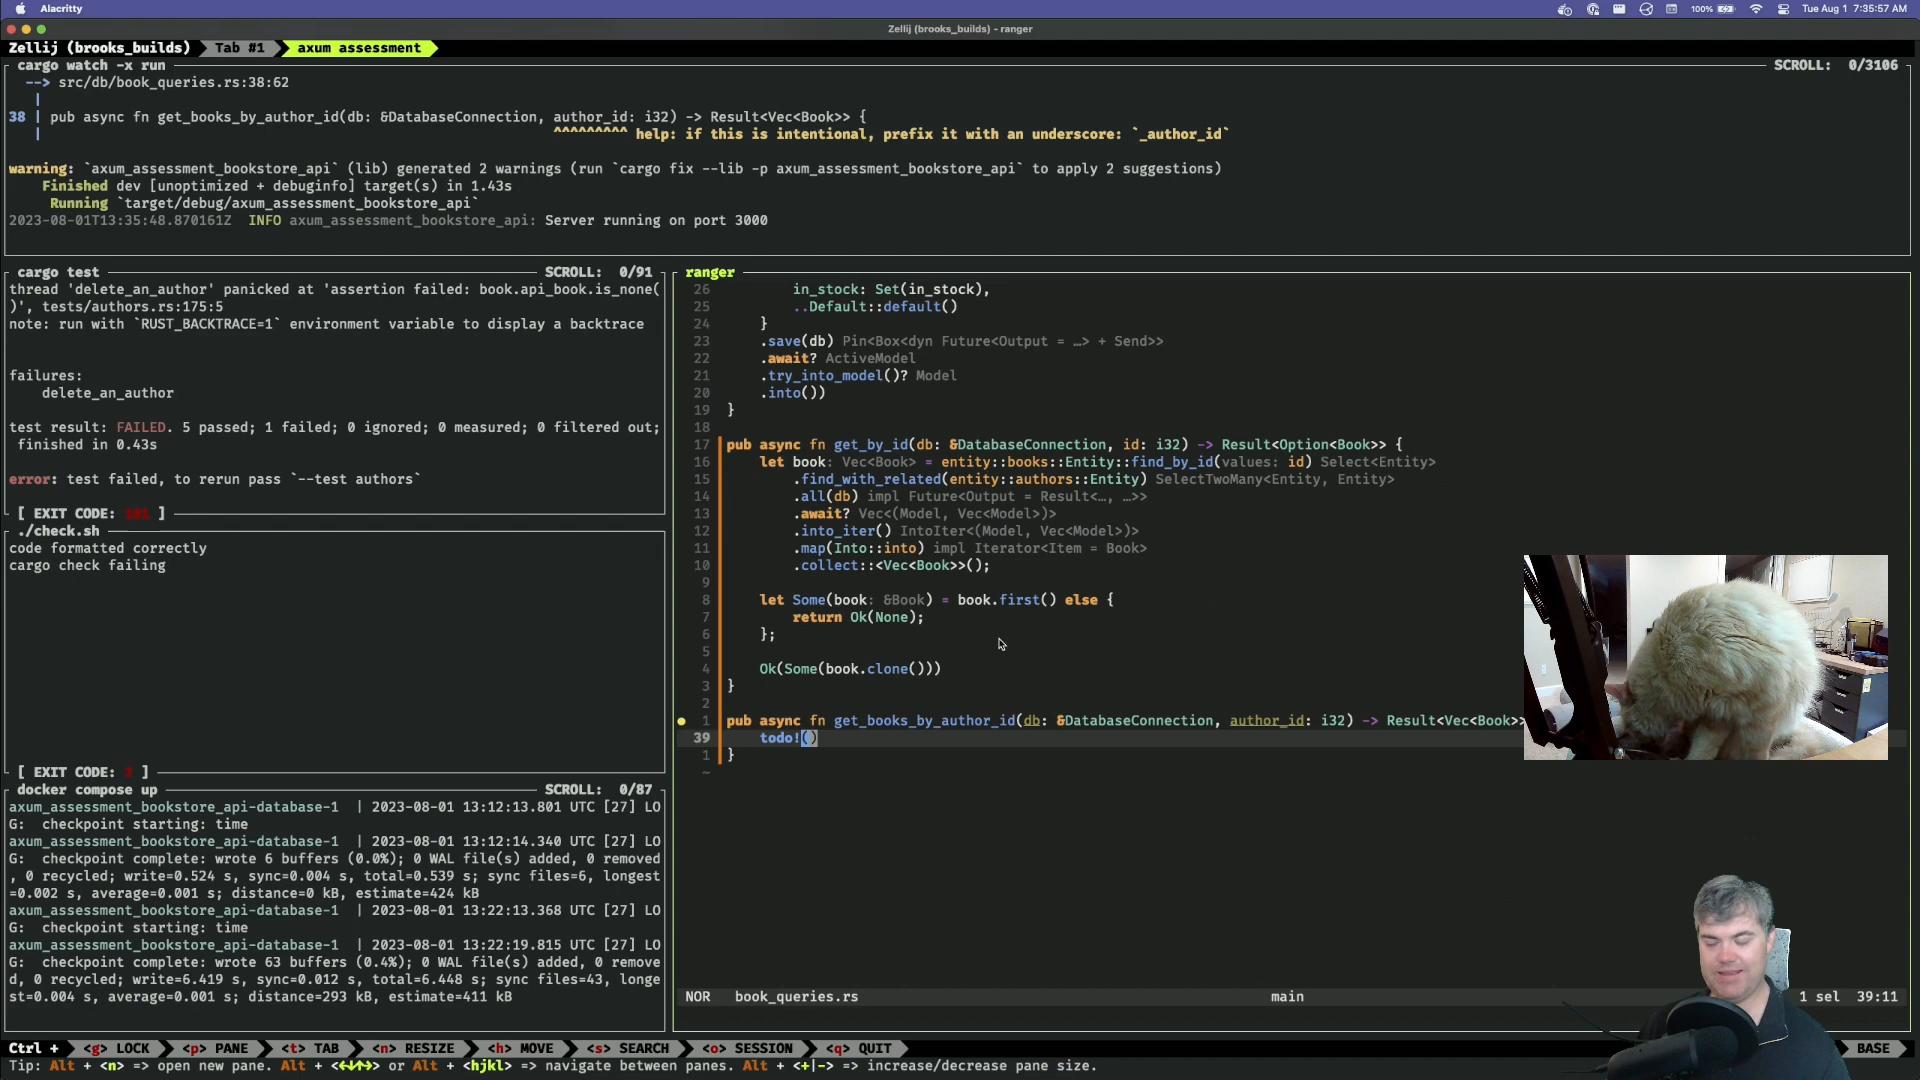 Alacritty
100%
Tue Aug 1 7:35:57 AM
Zellij (brooks_builds) - ranger
Zellij (brooks_builds) Tab #1 axum assessment
cargo watch -x run SCROLL: 0/3106
--> src/db/book_queries.rs:38:62
|
38 | pub async fn get_books_by_author_id(db: &DatabaseConnection, author_id: i32) -> Result<Vec<Book>> {
| ^^^^^^^^^ help: if this is intentional, prefix it with an underscore: `_author_id`
warning: `axum_assessment_bookstore_api` (lib) generated 2 warnings (run `cargo fix --lib -p axum_assessment_bookstore_api` to apply 2 suggestions)
Finished dev [unoptimized + debuginfo] target(s) in 1.43s
Running `target/debug/axum_assessment_bookstore_api`
2023-08-01T13:35:48.870161Z INFO axum_assessment_bookstore_api: Server running on port 3000
cargo test SCROLL: 0/91
thread 'delete_an_author' panicked at 'assertion failed: book.api_book.is_none(
)', tests/authors.rs:175:5
note: run with `RUST_BACKTRACE=1` environment variable to display a backtrace
failures:
delete_an_author
test result: FAILED. 5 passed; 1 failed; 0 ignored; 0 measured; 0 filtered out;
finished in 0.43s
error: test failed, to rerun pass `--test authors`
[ EXIT CODE: 101 ]
./check.sh
code formatted correctly
cargo check failing
[ EXIT CODE: ]
docker compose up SCROLL: 0/87
axum_assessment_bookstore_api-database-1 | 2023-08-01 13:12:13.801 UTC [27] LO
G: checkpoint starting: time
axum_assessment_bookstore_api-database-1 | 2023-08-01 13:12:14.340 UTC [27] LO
G: checkpoint complete: wrote 6 buffers (0.0%); 0 WAL file(s) added, 0 removed
, 0 recycled; write=0.524 s, sync=0.004 s, total=0.539 s; sync files=6, longest
=0.002 s, average=0.001 s; distance=0 kB, estimate=424 kB
axum_assessment_bookstore_api-database-1 | 2023-08-01 13:22:13.368 UTC [27] LO
G: checkpoint starting: time
axum_assessment_bookstore_api-database-1 | 2023-08-01 13:22:19.815 UTC [27] LO
G: checkpoint complete: wrote 63 buffers (0.4%); 0 WAL file(s) added, 0 remove
d, 0 recycled; write=6.419 s, sync=0.012 s, total=6.448 s; sync files=43, longe
st=0.004 s, average=0.001 s; distance=293 kB, estimate=411 kB
ranger
26 in_stock: Set(in_stock),
25 ..Default::default()
24 }
23 .save(db) Pin<Box<dyn Future<Output = …> + Send>>
22 .await? ActiveModel
21 .try_into_model()? Model
20 .into())
19 }
18
17 pub async fn get_by_id(db: &DatabaseConnection, id: i32) -> Result<Option<Book>> {
16 let book: Vec<Book> = entity::books::Entity::find_by_id(values: id) Select<Entity>
15 .find_with_related(entity::authors::Entity) SelectTwoMany<Entity, Entity>
14 .all(db) impl Future<Output = Result<…, …>>
13 .await? Vec<(Model, Vec<Model>)>
12 .into_iter() IntoIter<(Model, Vec<Model>)>
11 .map(Into::into) impl Iterator<Item = Book>
10 .collect::<Vec<Book>>();
9
8 let Some(book: &Book) = book.first() else {
7 return Ok(None);
6 };
5
4 Ok(Some(book.clone()))
3 }
2
1 pub async fn get_books_by_author_id(db: &DatabaseConnection, author_id: i32) -> Result<Vec<Book>>
39 todo!()
1 }
~
NOR book_queries.rs main 1 sel 39:11
Ctrl + <g> LOCK <p> PANE <t> TAB <n> RESIZE <h> MOVE <s> SEARCH <o> SESSION <q> QUIT BASE
Tip: Alt + <n> => open new pane. Alt + <←↓↑→> or Alt + <hjkl> => navigate between panes. Alt + <+|-> => increase/decrease pane size.